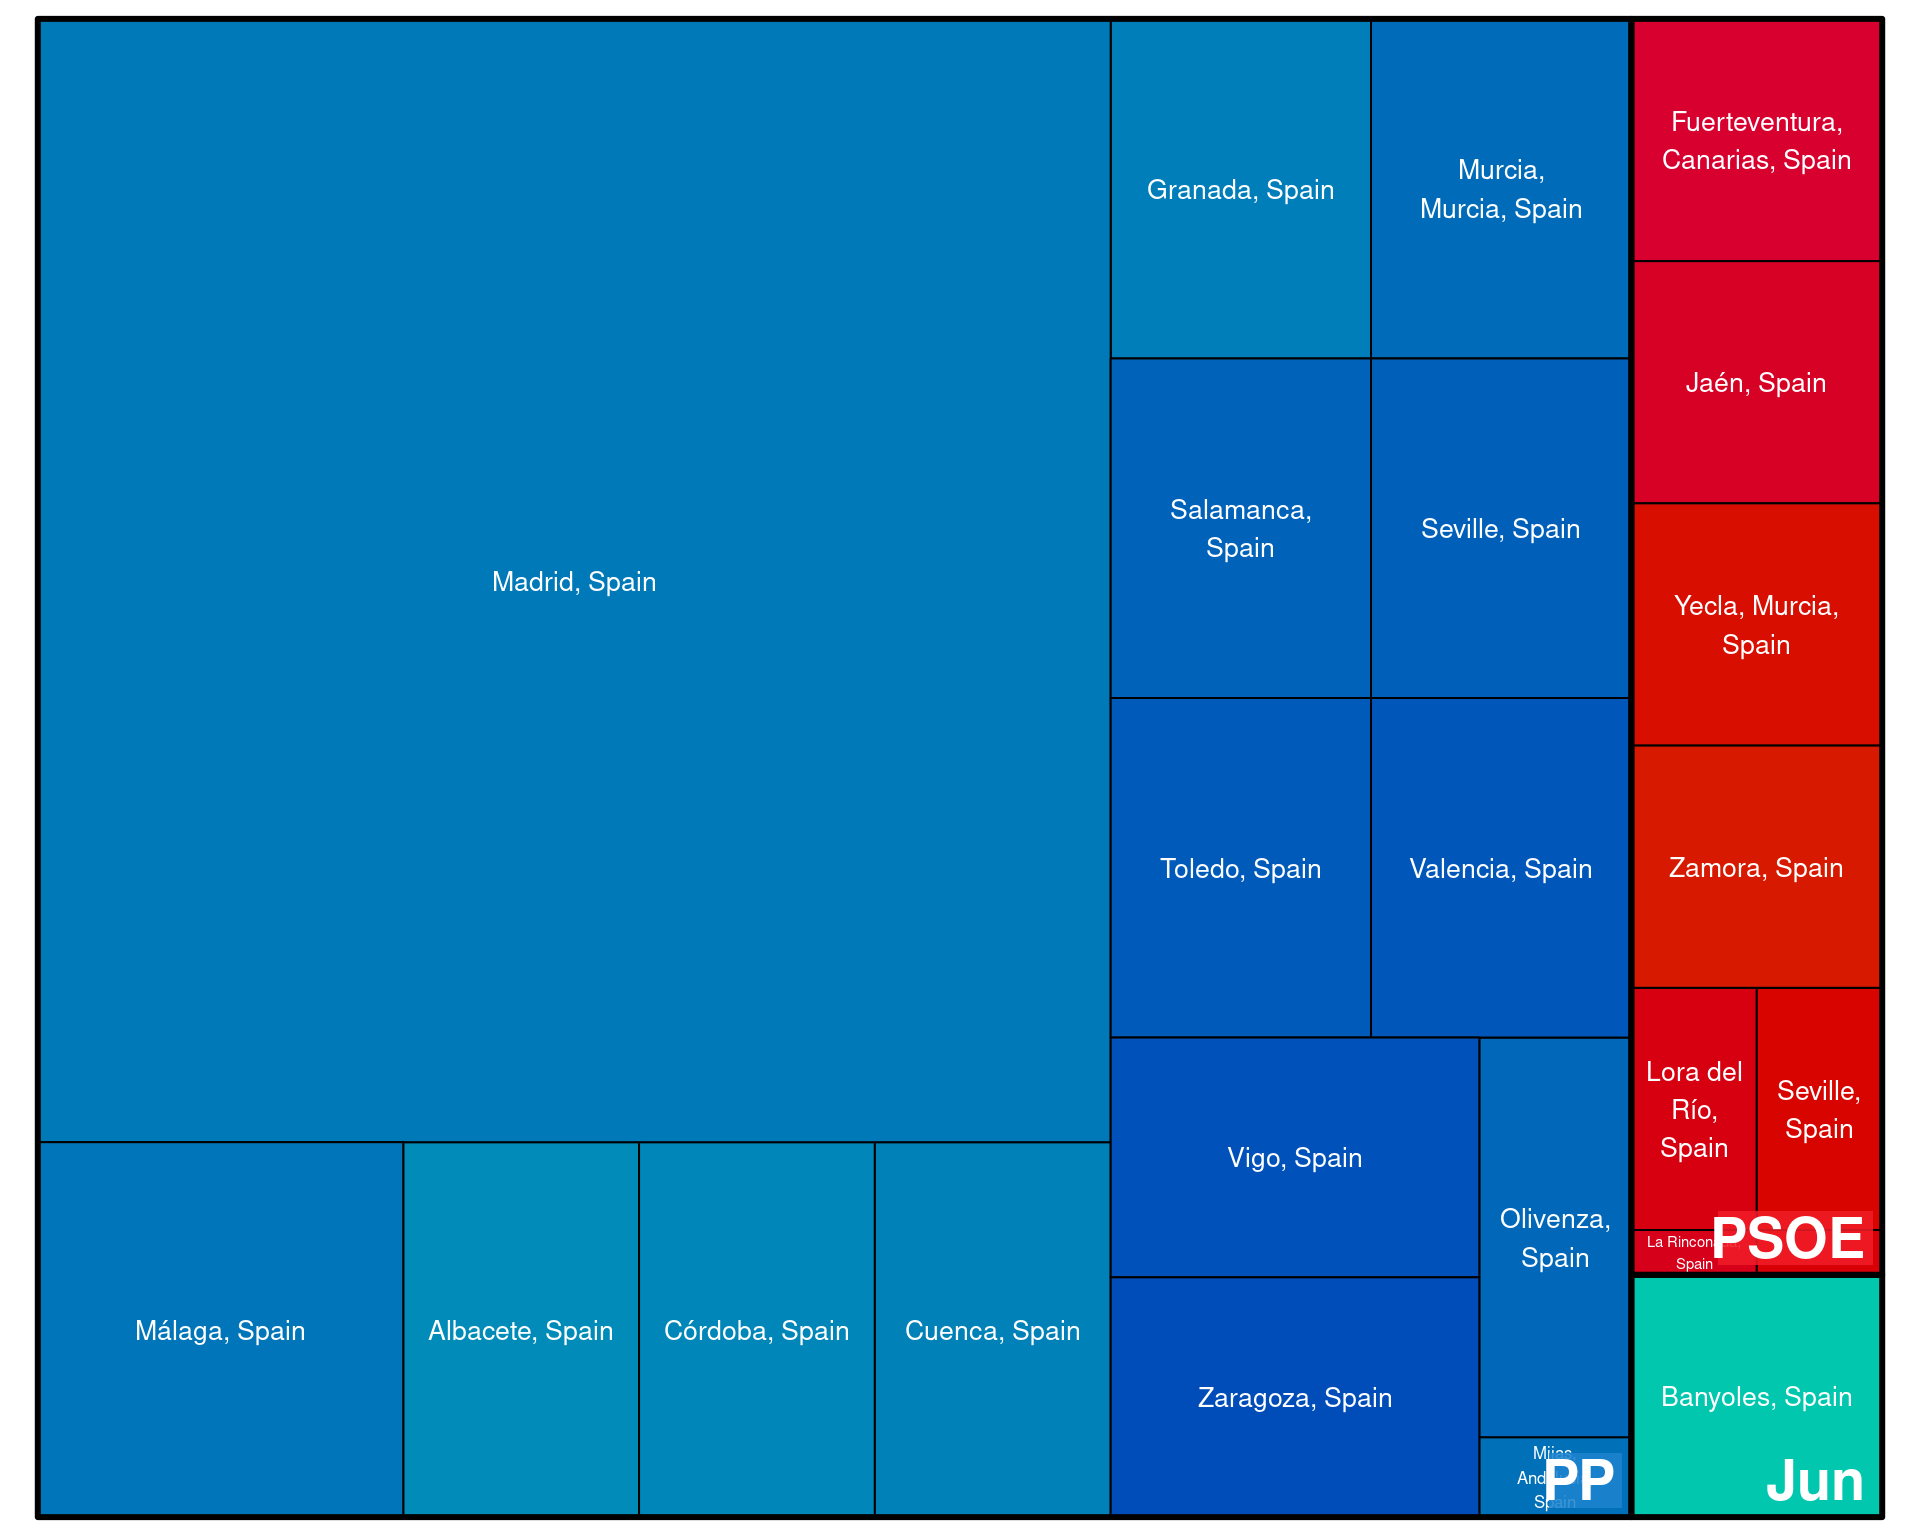 Madrid, Spain
Granada, Spain
Murcia,
Murcia, Spain
Salamanca,
Spain
Seville, Spain
Toledo, Spain
Valencia, Spain
Vigo, Spain
Olivenza,
Spain
Zaragoza, Spain
Spain
PP
Málaga, Spain
Albacete, Spain
Córdoba, Spain
Cuenca, Spain
Fuerteventura,
Canarias, Spain
Jaén, Spain
Yecla, Murcia,
Spain
Zamora, Spain
Lora del
Río,
Spain
Seville,
Spain
La
Spain
PSOE
Banyoles, Spain
Jun